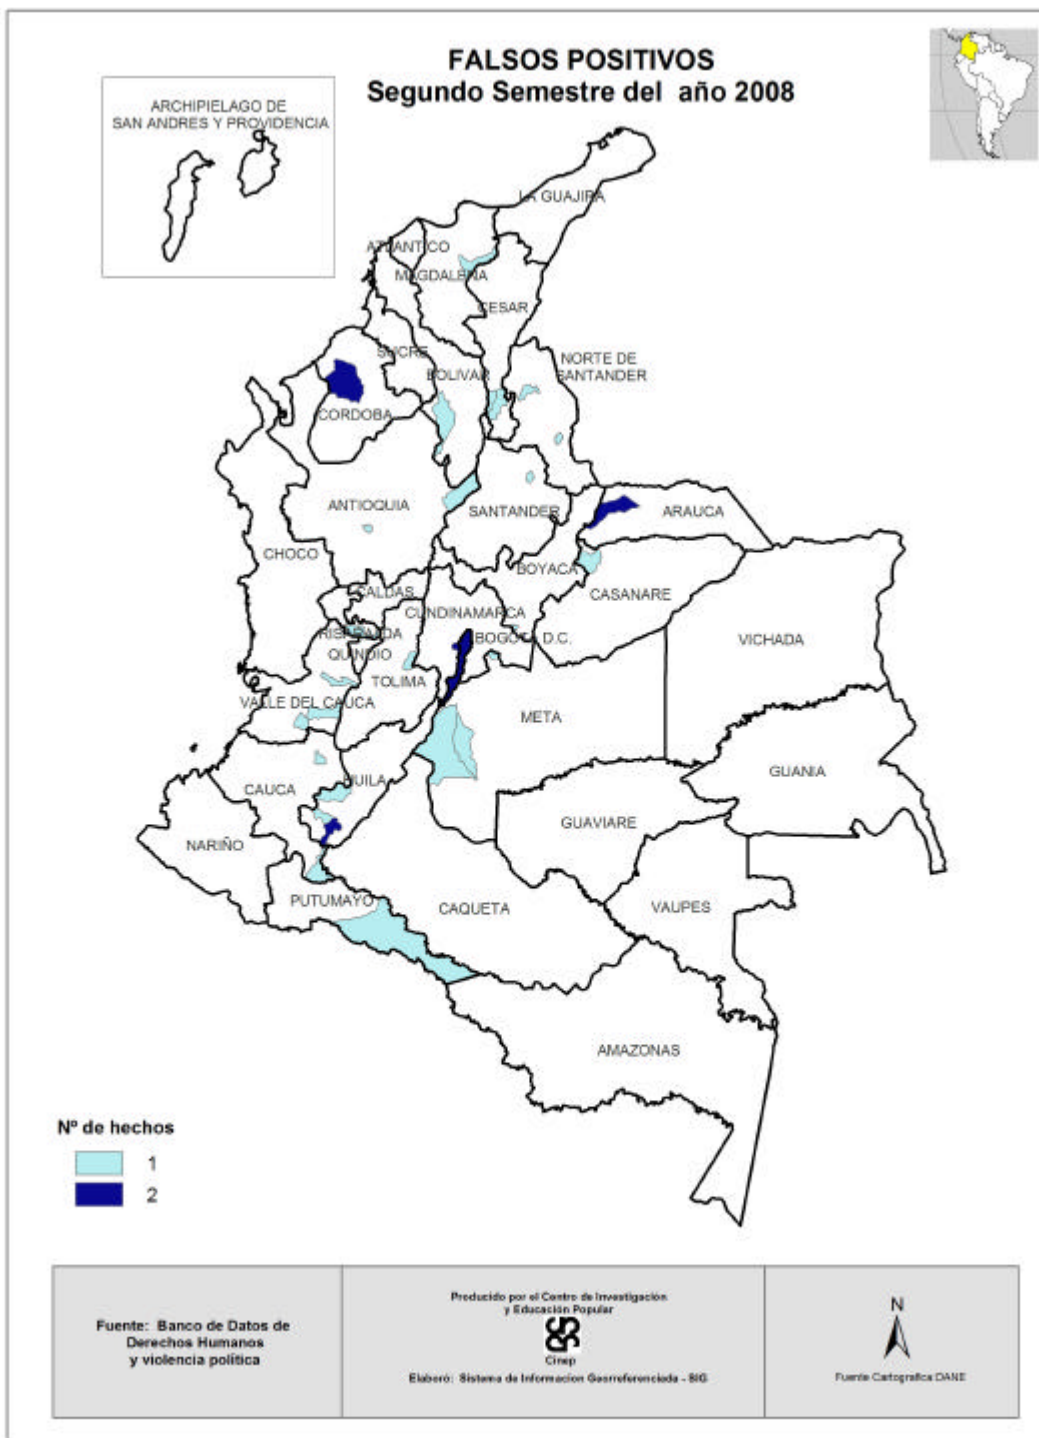 FALSOS POSITIVOS
Segundo Semestre del año 2008
ARCHIPIELAGO DE
SAN ANDRES Y PROVIDENCIA
LA GUAJIRA
ATLANTICO
MAGDALENA
CESAR
SUCRE
BOLIVAR
NORTE DE
SANTANDER
CORDOBA
ANTIOQUIA
SANTANDER
ARAUCA
CHOCO
BOYACA
CALDAS
CASANARE
CUNDINAMARCA
RISARALDA
BOGOTA D.C.
VICHADA
QUINDIO
TOLIMA
VALLE DEL CAUCA
META
GUANIA
HUILA
CAUCA
GUAVIARE
NARIÑO
PUTUMAYO
CAQUETA
VAUPES
AMAZONAS
Nº de hechos
1
2
Fuente: Banco de Datos de
Derechos Humanos
y violencia política
Producido por el Centro de Investigación
y Educación Popular
Cinep
Elaboró: Sistema de Informacion Georreferenciada - SIG
N
Fuente Cartografica:DANE